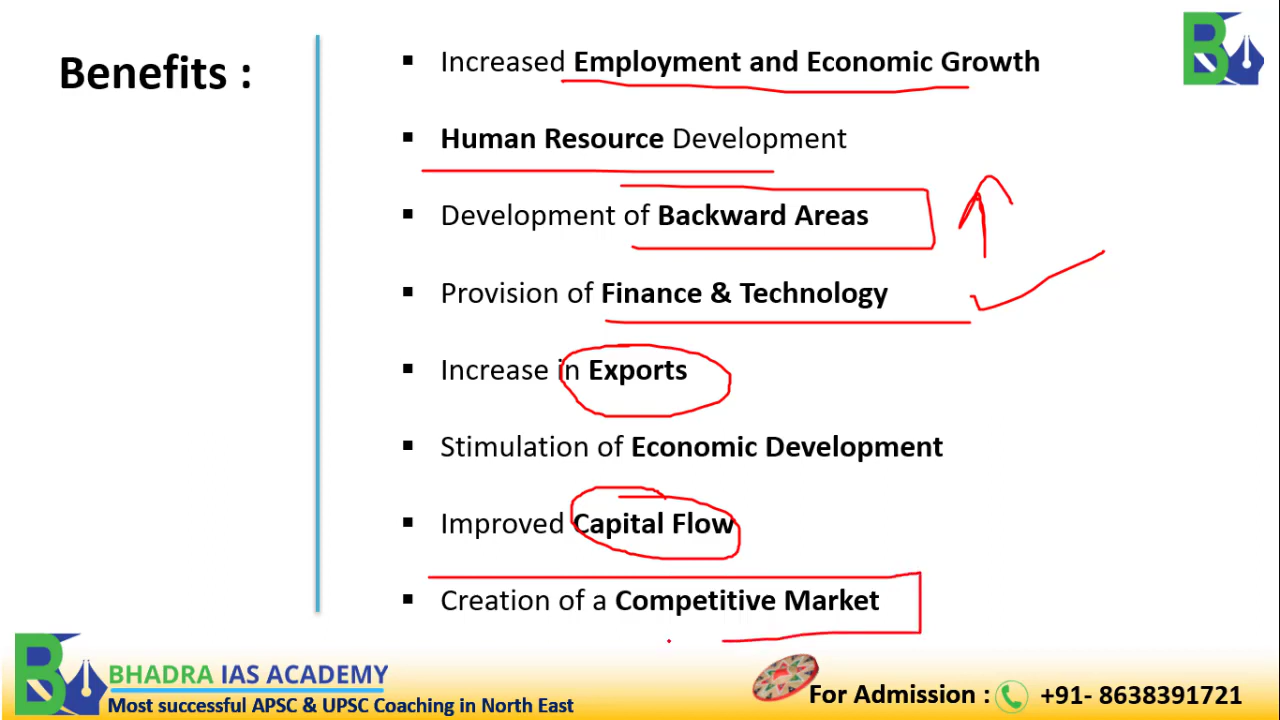 Benefits :
▪ Increased Employment and Economic Growth
▪ Human Resource Development
▪ Development of Backward Areas
▪ Provision of Finance & Technology
▪ Increase in Exports
▪ Stimulation of Economic Development
▪ Improved Capital Flow
▪ Creation of a Competitive Market
BHADRA IAS ACADEMY
Most successful APSC & UPSC Coaching in North East
For Admission : +91- 8638391721